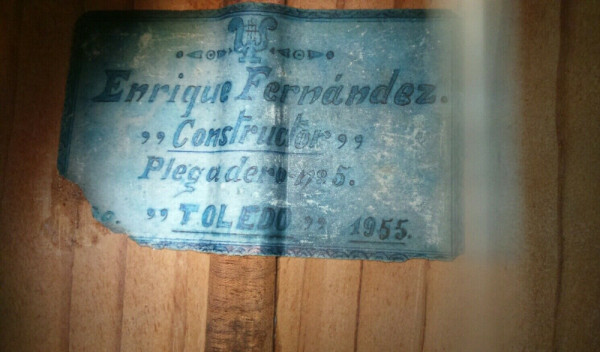 Enrique Fernández.
,, Constructor ,,
Plegadero nº 5.
,, TOLEDO ,, 1955.